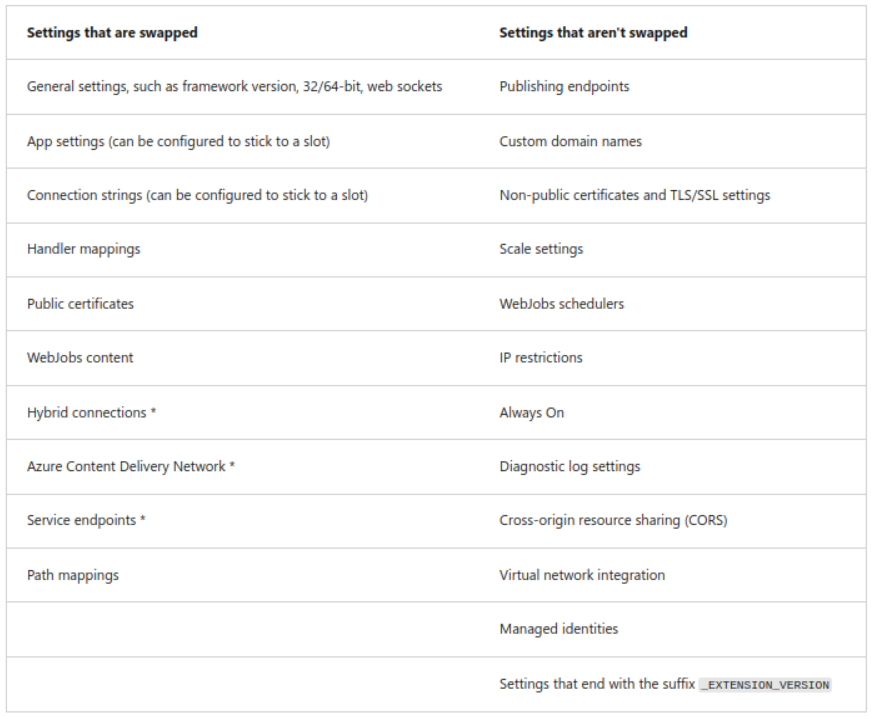 Settings that are swapped Settings that aren't swapped
General settings, such as framework version, 32/64-bit, web sockets Publishing endpoints
App settings (can be configured to stick to a slot) Custom domain names
Connection strings (can be configured to stick to a slot) Non-public certificates and TLS/SSL settings
Handler mappings Scale settings
Public certificates WebJobs schedulers
WebJobs content IP restrictions
Hybrid connections * Always On
Azure Content Delivery Network * Diagnostic log settings
Service endpoints * Cross-origin resource sharing (CORS)
Path mappings Virtual network integration
Managed identities
Settings that end with the suffix _EXTENSION_VERSION